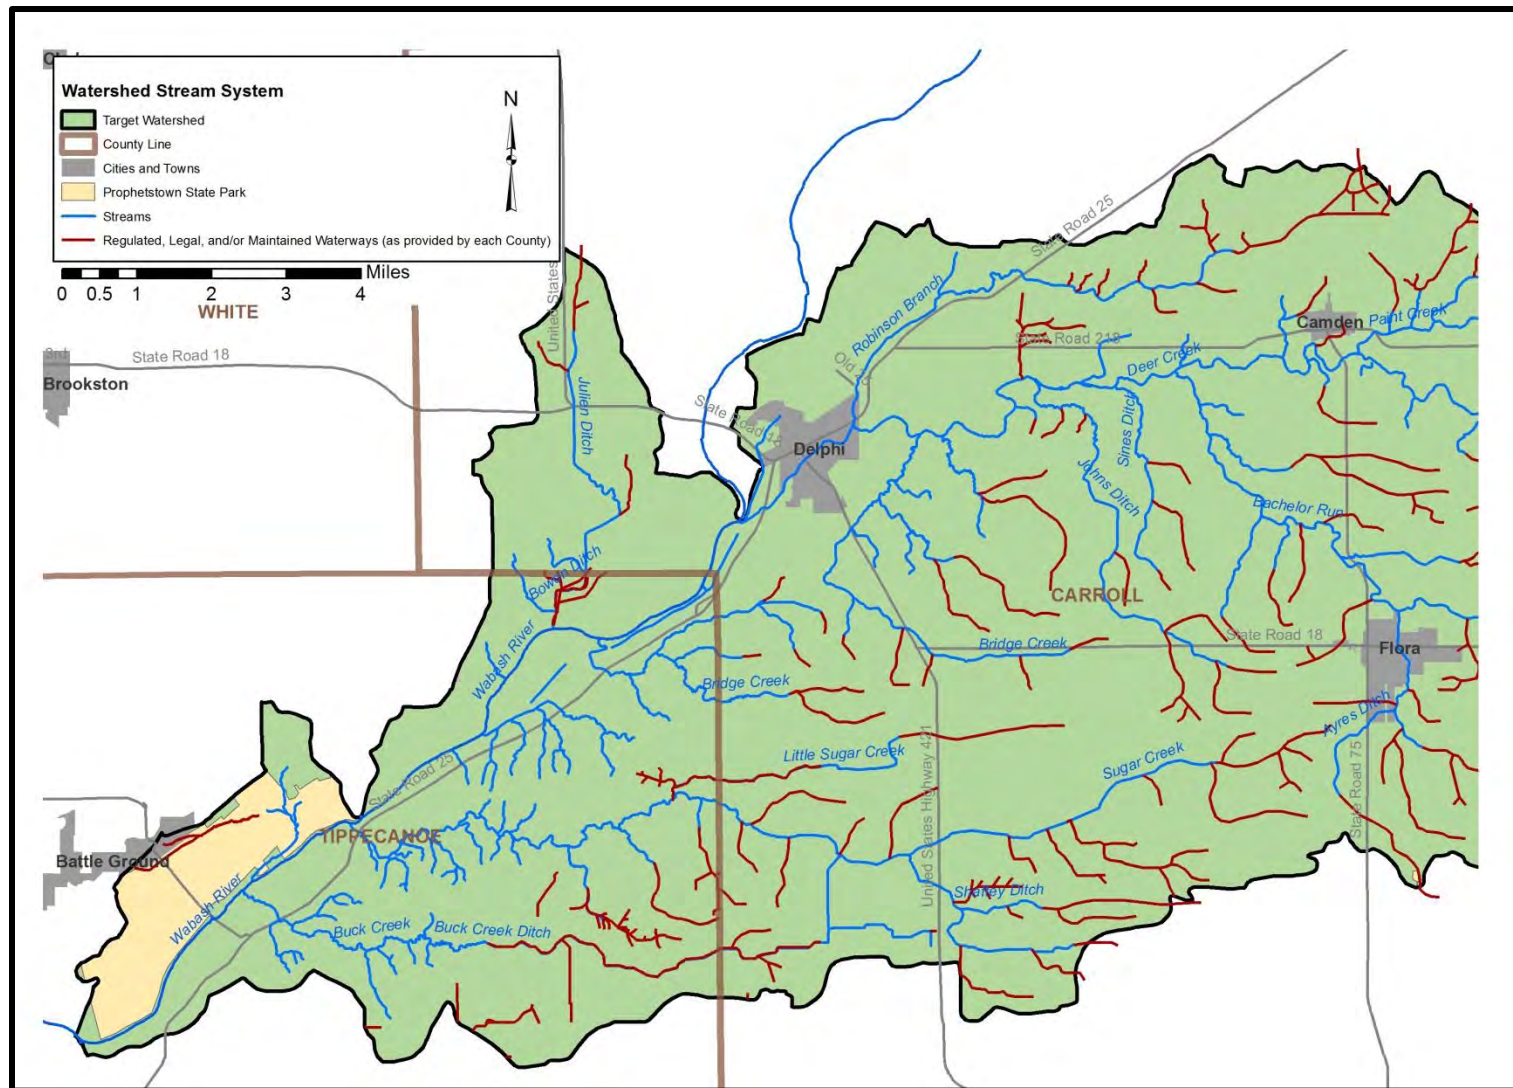 Watershed Stream System
Target Watershed
County Line
Cities and Towns
Prophetstown State Park
Streams
Regulated, Legal, and/or Maintained Waterways (as provided by each County)
N
Miles
0 0.5 1 2 3 4
WHITE
United States
State Road 25
3rd
State Road 18
Brookston
Julien Ditch
State Road 18
Robinson Branch
Old 25
State Road 218
Camden
Paint Creek
Deer Creek
Delphi
Sines Ditch
Johns Ditch
Bachelor Run
Bowen Ditch
CARROLL
Wabash River
Bridge Creek
State Road 18
Flora
Bridge Creek
Ayres Ditch
Little Sugar Creek
Sugar Creek
United States Highway 421
State Road 75
State Road 25
TIPPECANOE
Battle Ground
Wabash River
Buck Creek
Buck Creek Ditch
Ditch